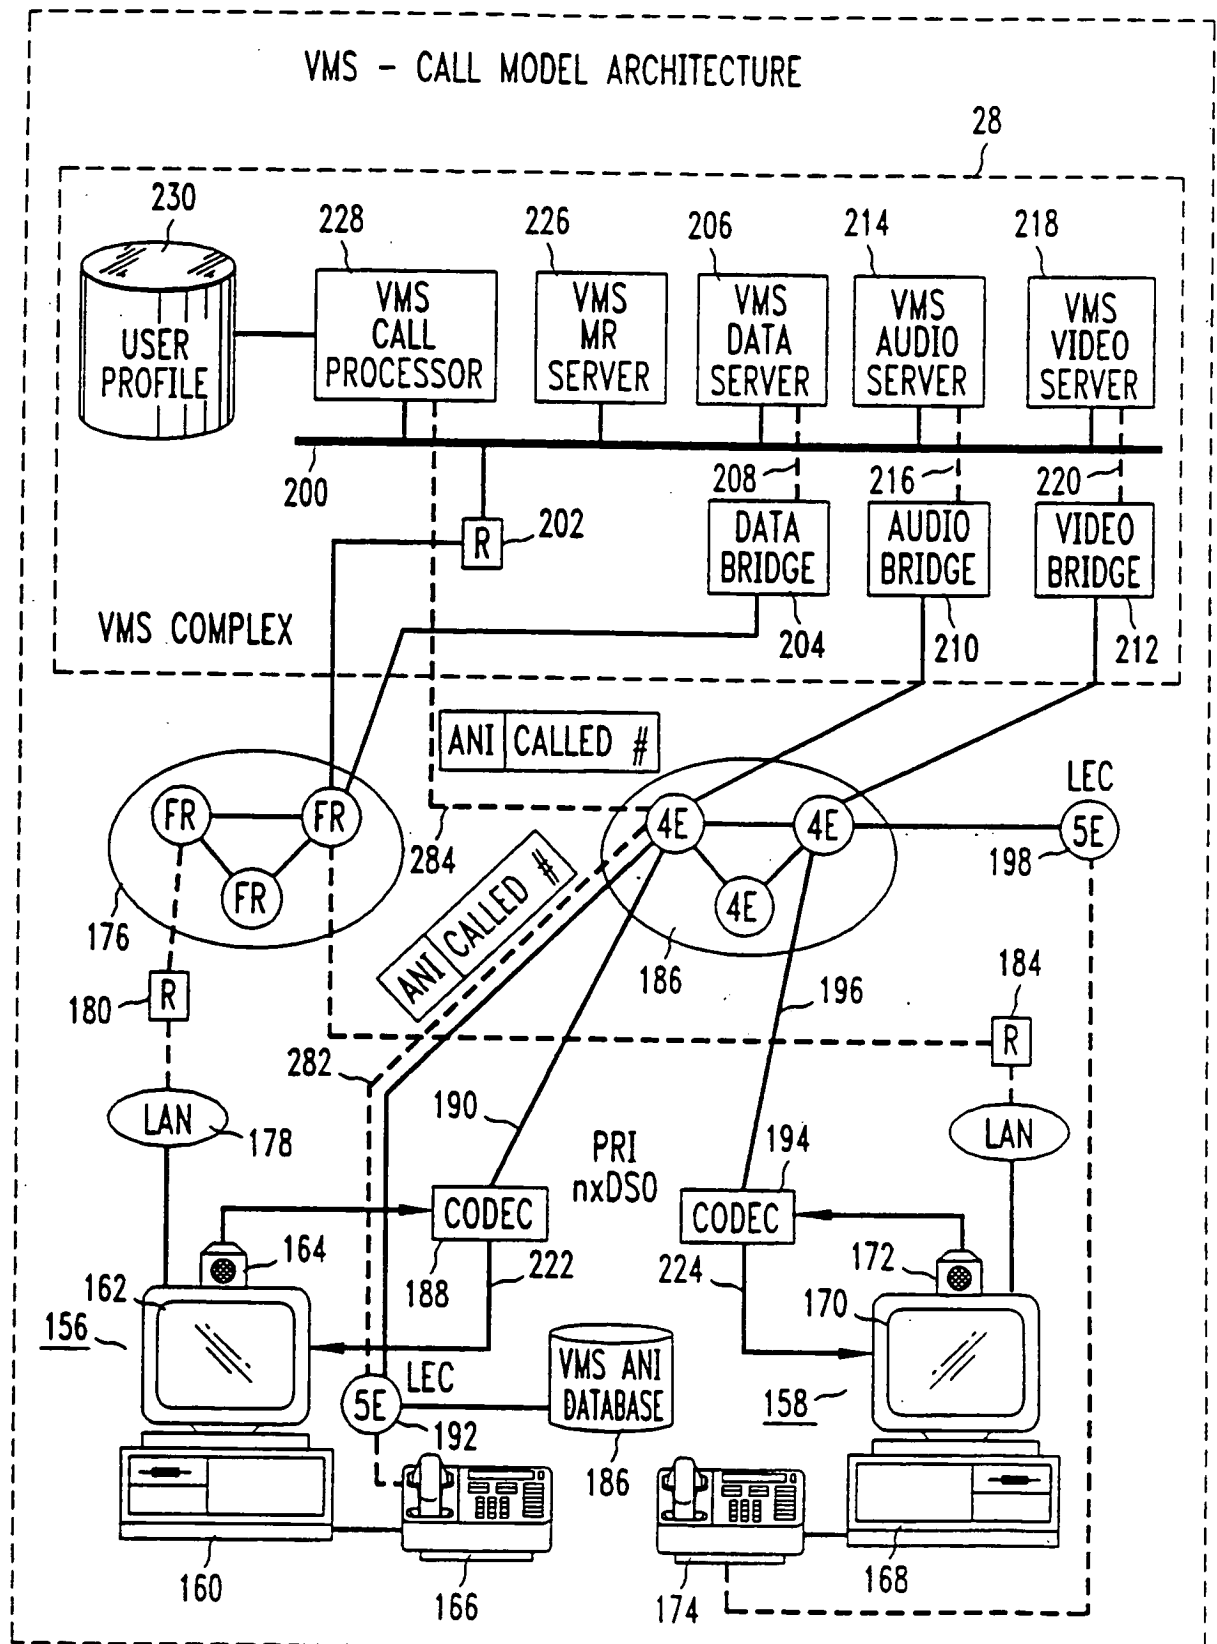 VMS - CALL MODEL ARCHITECTURE
28
230
228
226
206
214
218
USER
PROFILE
VMS
CALL
PROCESSOR
VMS
MR
SERVER
VMS
DATA
SERVER
VMS
AUDIO
SERVER
VMS
VIDEO
SERVER
200
208
216
220
R
202
DATA
BRIDGE
AUDIO
BRIDGE
VIDEO
BRIDGE
VMS COMPLEX
204
210
212
ANI CALLED #
LEC
FR
FR
FR
4E
4E
4E
5E
284
198
ANI CALLED #
176
186
184
180
R
196
R
282
190
LAN
178
PRI
nxDSO
194
LAN
CODEC
CODEC
164
188
222
224
172
162
170
156
LEC
VMS ANI
DATABASE
158
5E
192
186
160
166
174
168